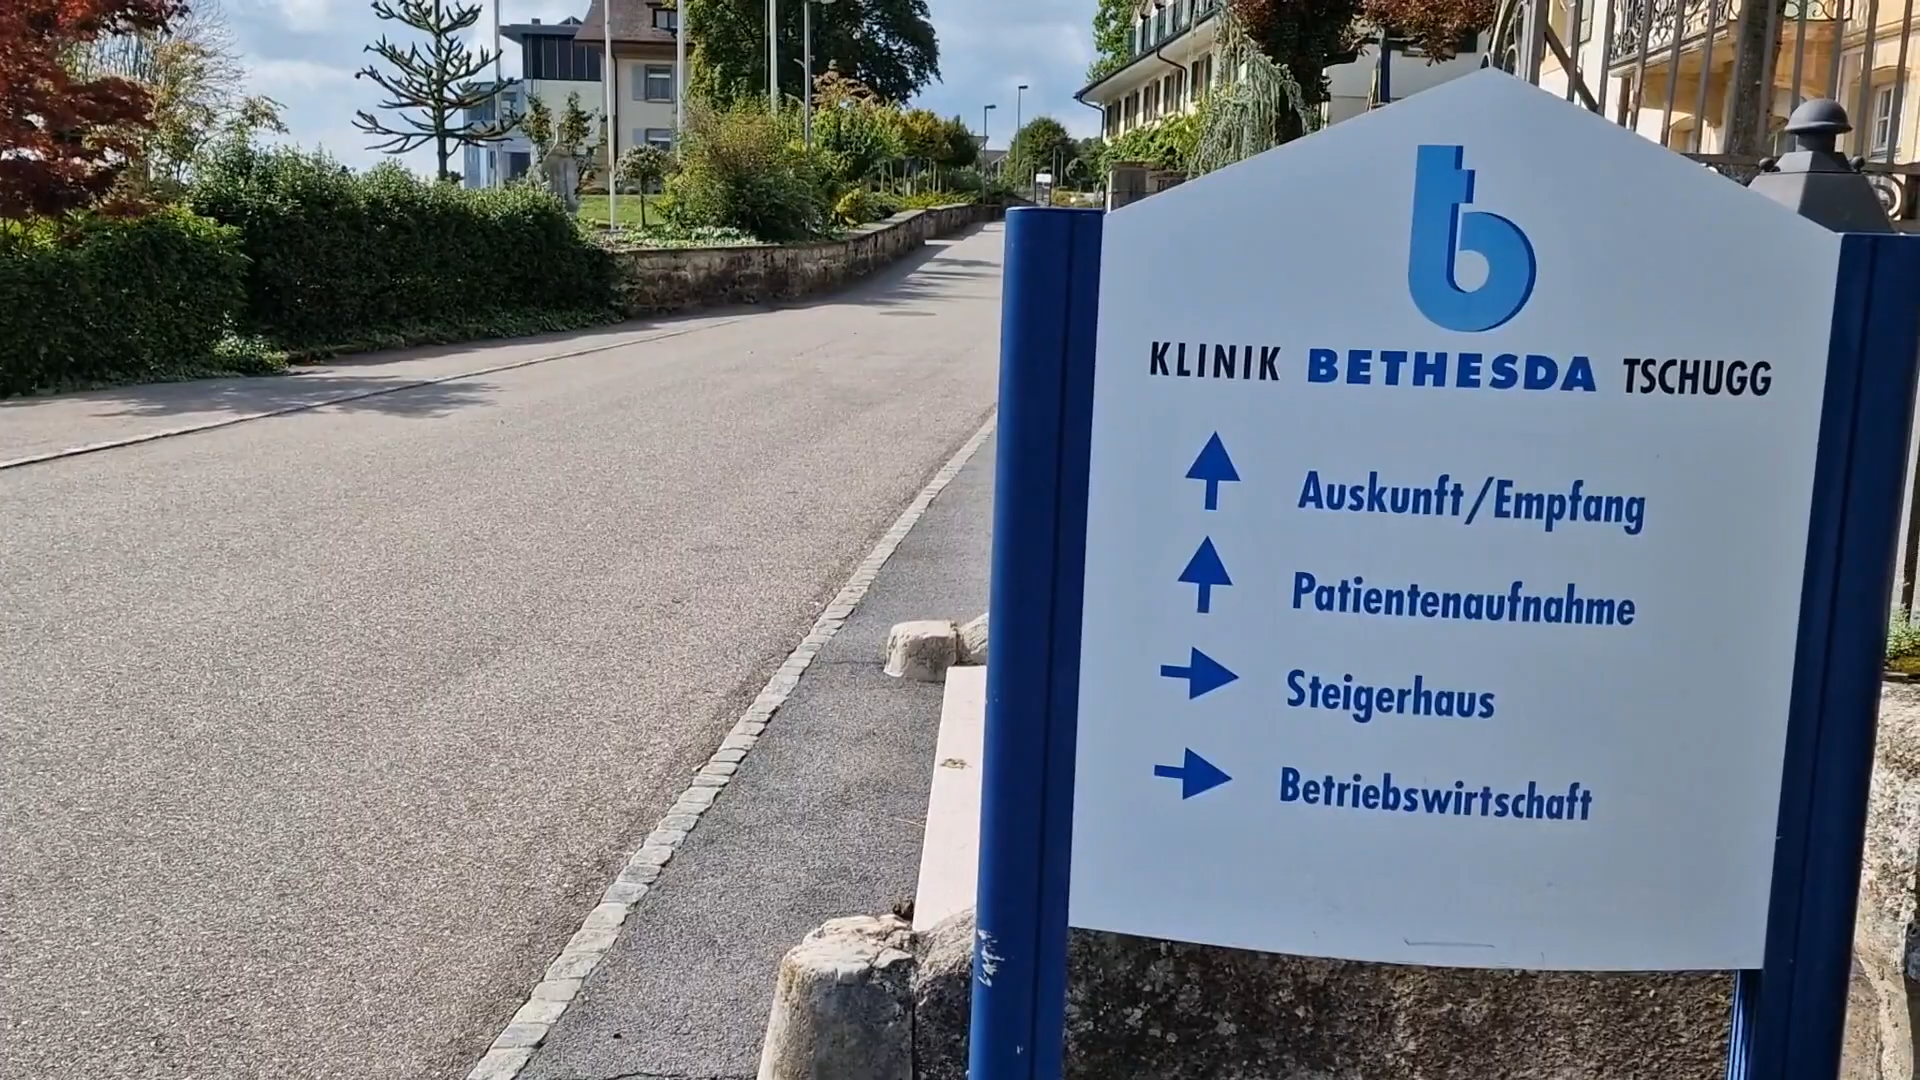 KLINIK BETHESDA TSCHUGG
Auskunft/Empfang
Patientenaufnahme
Steigerhaus
Betriebswirtschaft